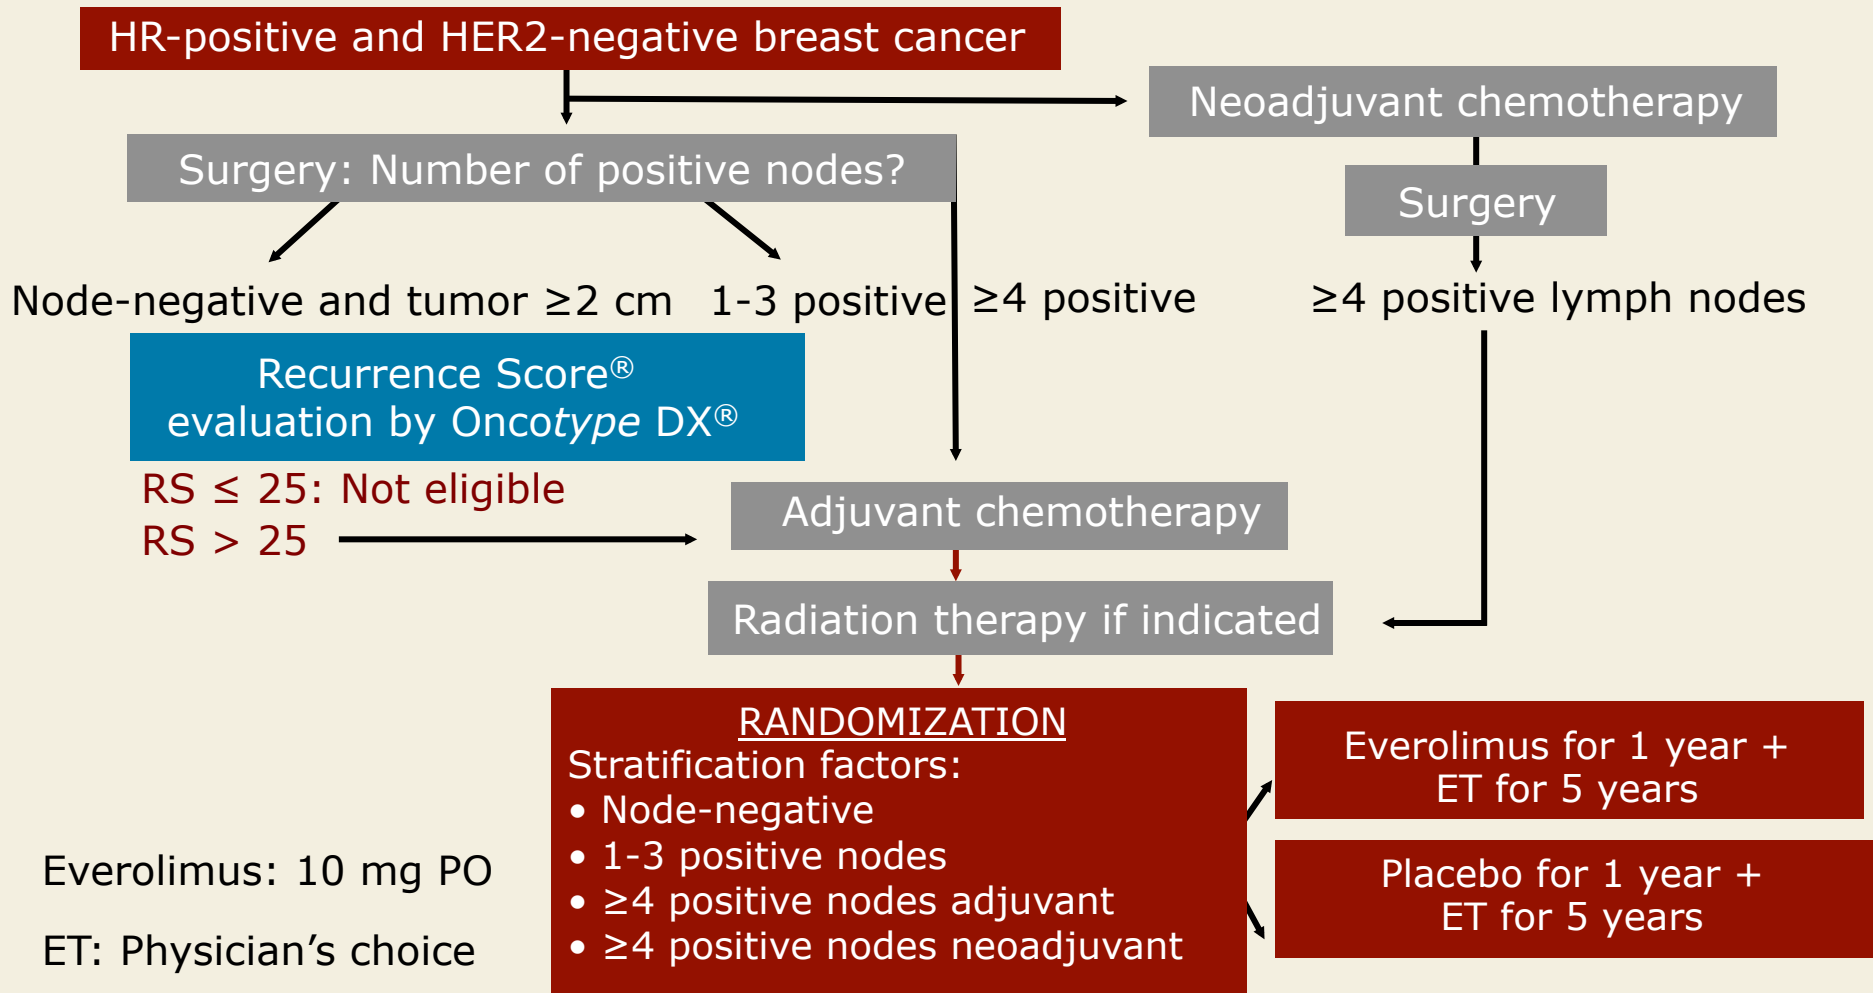 HR-positive and HER2-negative breast cancer
Neoadjuvant chemotherapy
Surgery: Number of positive nodes?
Surgery
Node-negative and tumor ≥2 cm
1-3 positive
≥4 positive
≥4 positive lymph nodes
Recurrence Score®
evaluation by Oncotype DX®
RS ≤ 25: Not eligible
RS > 25
Adjuvant chemotherapy
Radiation therapy if indicated
RANDOMIZATION
Stratification factors:
• Node-negative
• 1-3 positive nodes
• ≥4 positive nodes adjuvant
• ≥4 positive nodes neoadjuvant
Everolimus for 1 year +
ET for 5 years
Placebo for 1 year +
ET for 5 years
Everolimus: 10 mg PO
ET: Physician’s choice